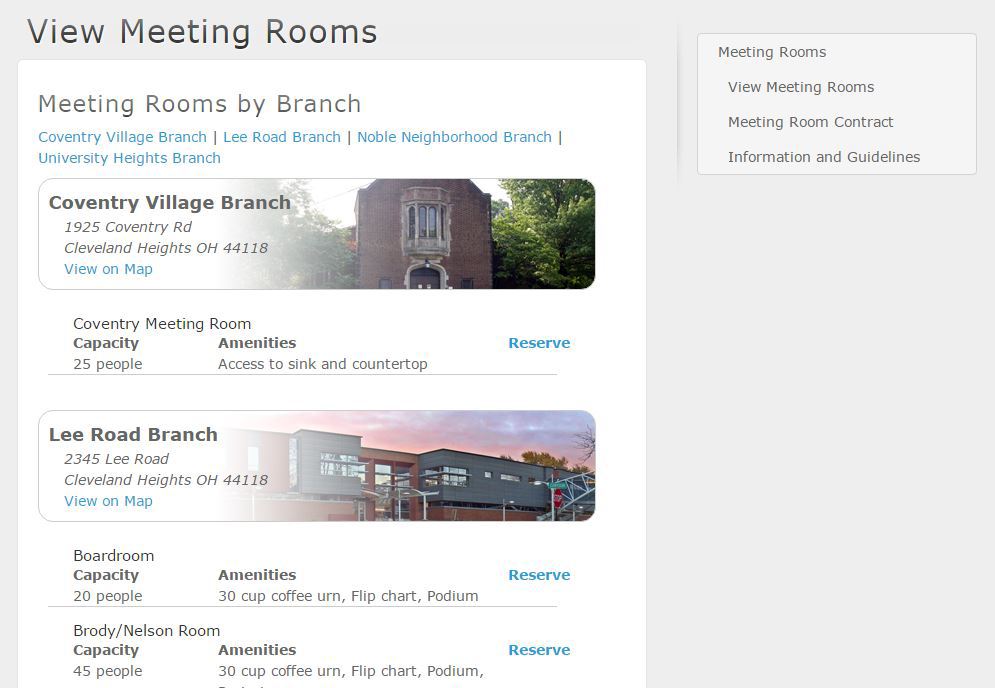 View Meeting Rooms
Meeting Rooms by Branch
Coventry Village Branch | Lee Road Branch | Noble Neighborhood Branch |
University Heights Branch
Coventry Village Branch
1925 Coventry Rd
Cleveland Heights OH 44118
View on Map
Coventry Meeting Room
Capacity Amenities Reserve
25 people Access to sink and countertop
Lee Road Branch
2345 Lee Road
Cleveland Heights OH 44118
View on Map
Boardroom
Capacity Amenities Reserve
20 people 30 cup coffee urn, Flip chart, Podium
Brody/Nelson Room
Capacity Amenities Reserve
45 people 30 cup coffee urn, Flip chart, Podium,
Meeting Rooms
View Meeting Rooms
Meeting Room Contract
Information and Guidelines